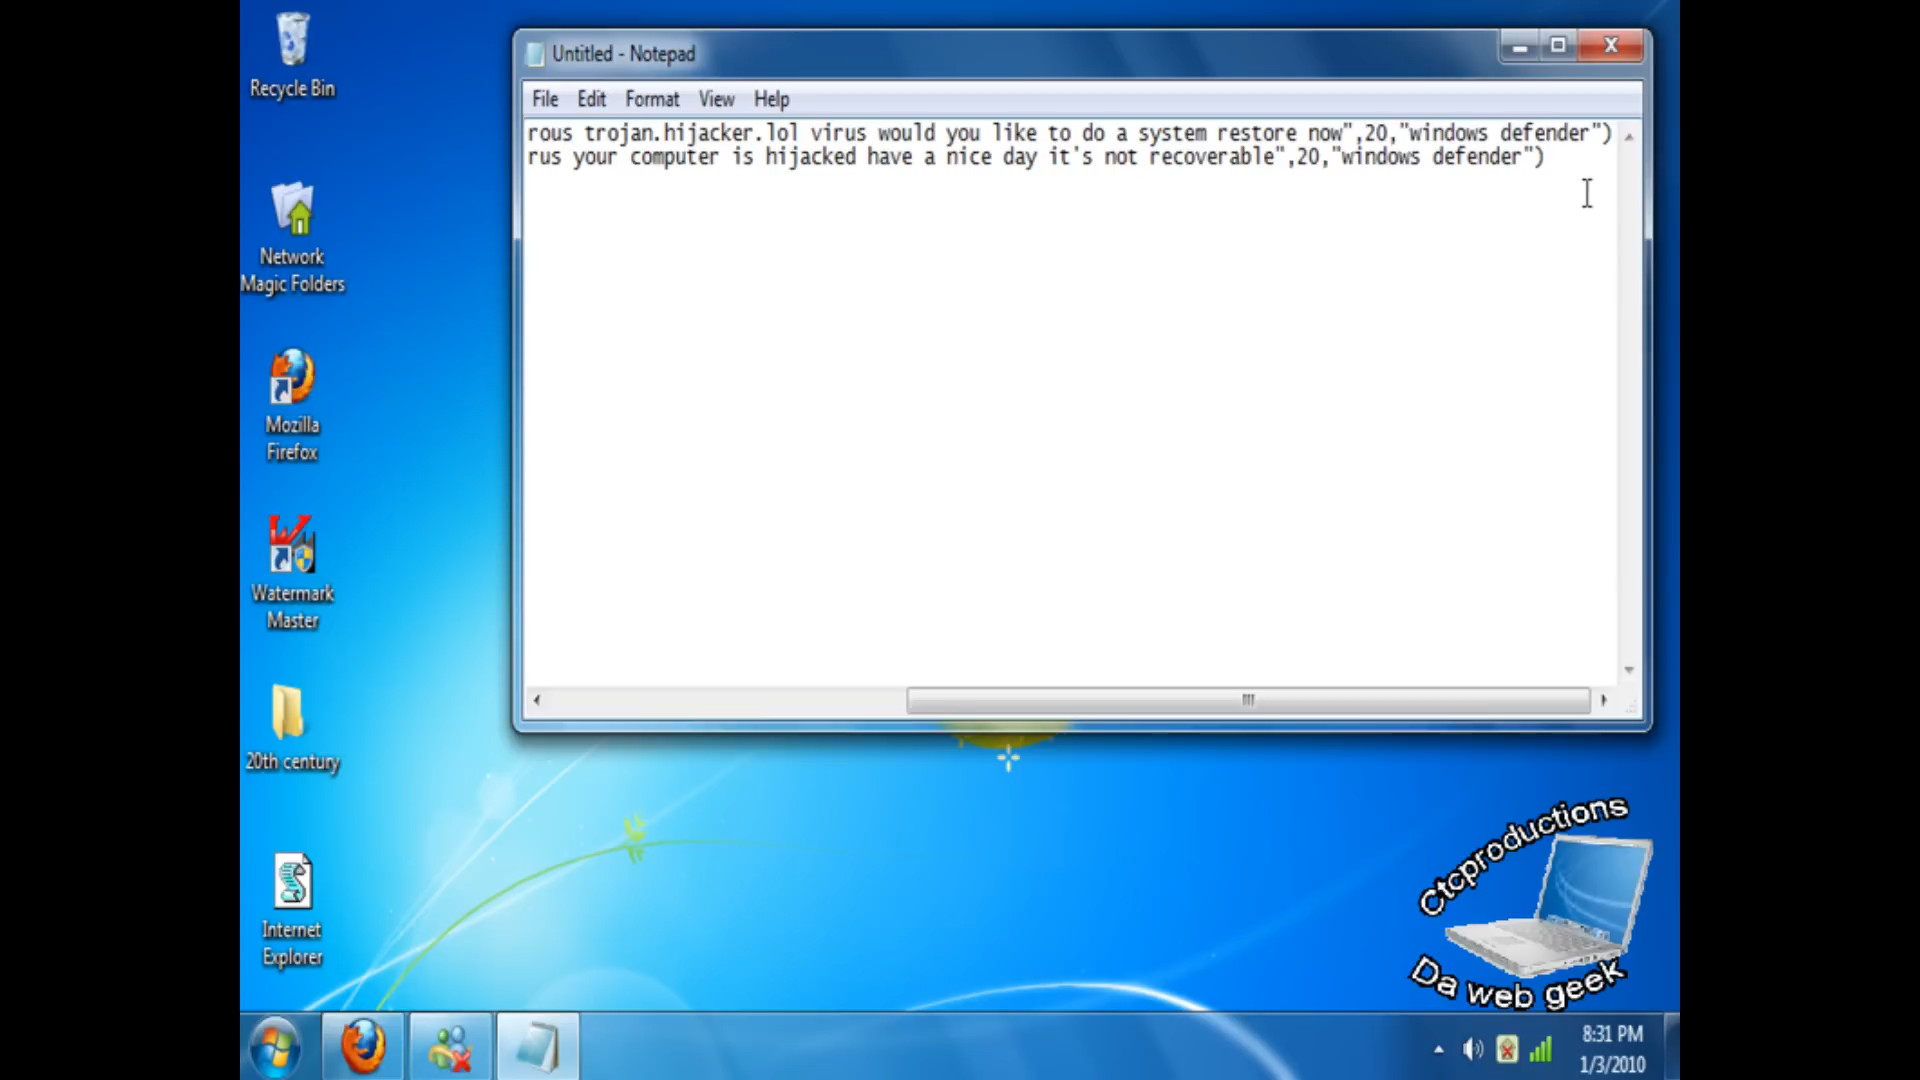 Recycle Bin
Network
Magic Folders
Mozilla
Firefox
Watermark
Master
20th century
Internet
Explorer
Untitled - Notepad
File Edit Format View Help
rous trojan.hijacker.lol virus would you like to do a system restore now",20,"windows defender")
rus your computer is hijacked have a nice day it's not recoverable",20,"windows defender")
Ctcproductions
Da web geek
8:31 PM
1/3/2010